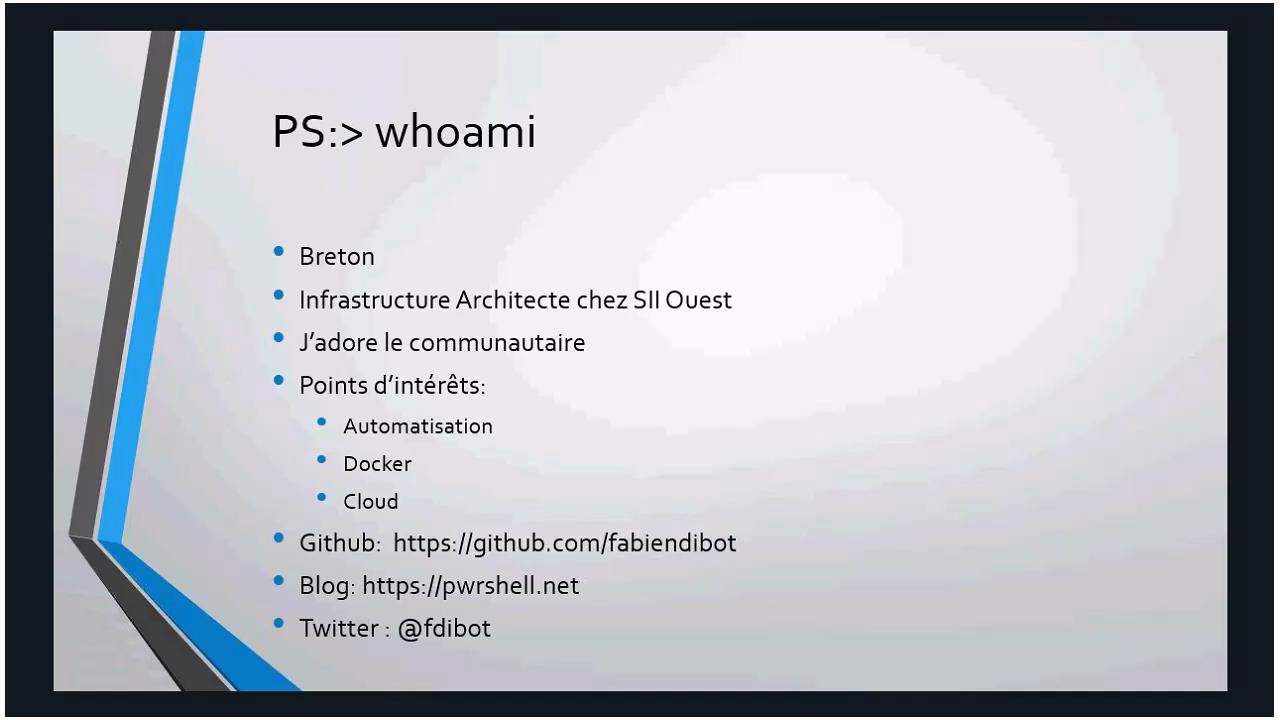 PS:> whoami
Breton
Infrastructure Architecte chez SII Ouest
J’adore le communautaire
Points d’intérêts:
Automatisation
Docker
Cloud
Github: https://github.com/fabiendibot
Blog: https://pwrshell.net
Twitter : @fdibot